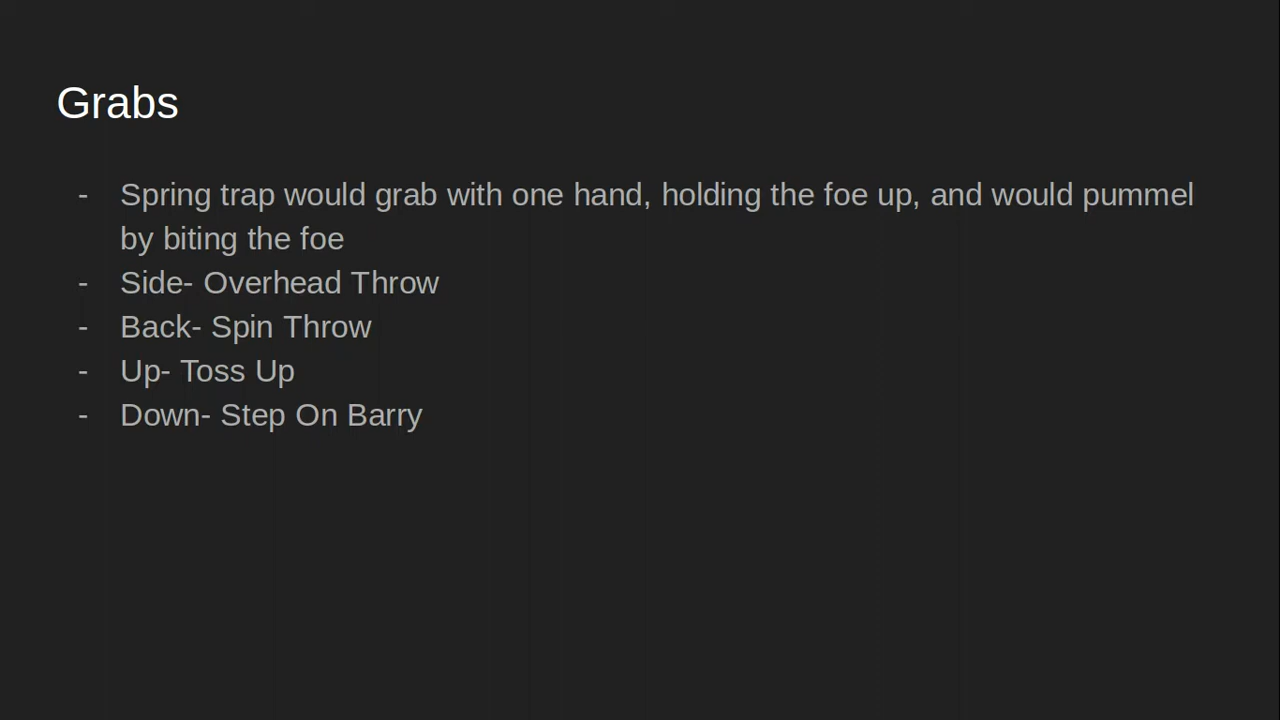 Grabs
- Spring trap would grab with one hand, holding the foe up, and would pummel
by biting the foe
- Side- Overhead Throw
- Back- Spin Throw
- Up- Toss Up
- Down- Step On Barry